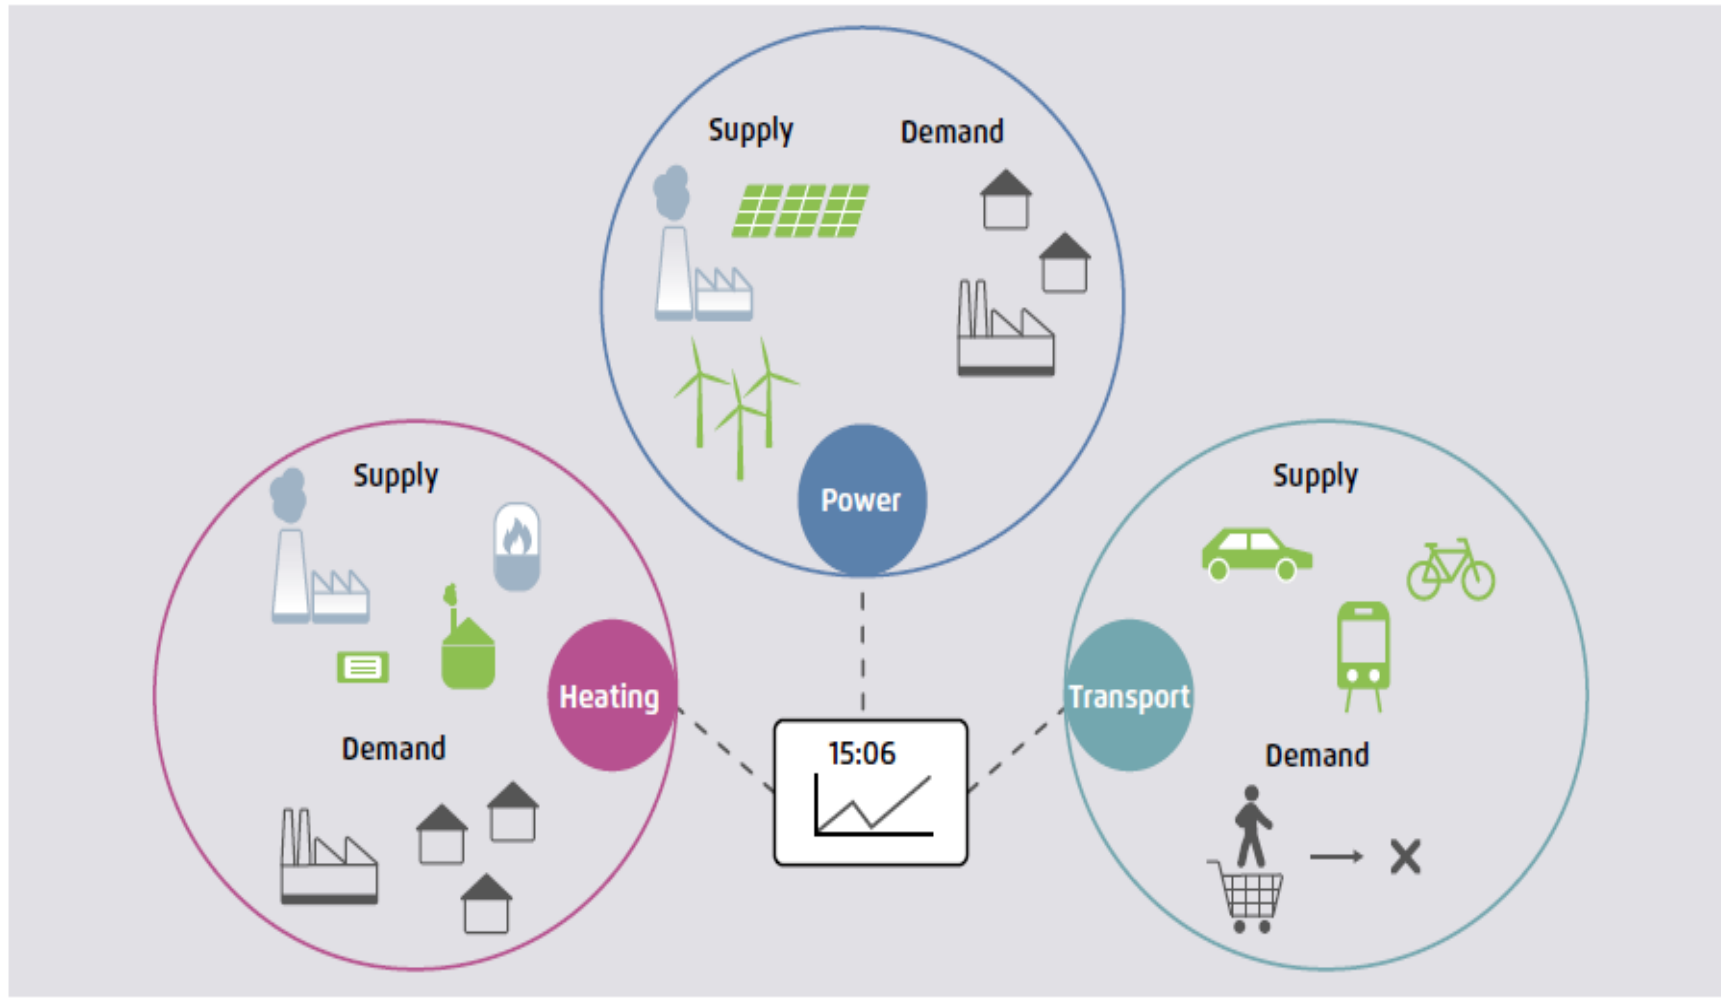 Supply
Demand
Power
Supply
Heating
Demand
Supply
Transport
Demand
15:06